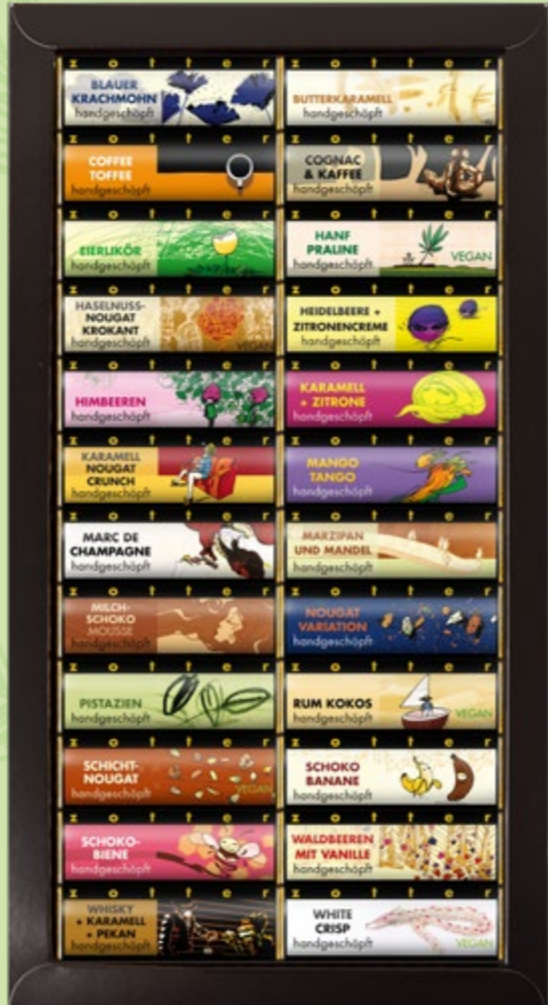 zotter
BLAUER
KRACHMOHN
handgeschöpft
zotter
BUTTERKARAMELL
handgeschöpft
zotter
COFFEE
TOFFEE
handgeschöpft
zotter
COGNAC
& KAFFEE
handgeschöpft
zotter
EIERLIKÖR
handgeschöpft
zotter
HANF
PRALINE
handgeschöpft
VEGAN
zotter
HASELNUSS-
NOUGAT
KROKANT
handgeschöpft
VEGAN
zotter
HEIDELBEERE +
ZITRONENCREME
handgeschöpft
zotter
HIMBEEREN
handgeschöpft
zotter
KARAMELL
+ ZITRONE
handgeschöpft
zotter
KARAMELL
NOUGAT
CRUNCH
handgeschöpft
zotter
MANGO
TANGO
handgeschöpft
zotter
MARC DE
CHAMPAGNE
handgeschöpft
zotter
MARZIPAN
UND MANDEL
handgeschöpft
zotter
MILCH-
SCHOKO
MOUSSE
handgeschöpft
zotter
NOUGAT
VARIATION
handgeschöpft
zotter
PISTAZIEN
handgeschöpft
zotter
RUM KOKOS
handgeschöpft
VEGAN
zotter
SCHICHT-
NOUGAT
handgeschöpft
VEGAN
zotter
SCHOKO
BANANE
handgeschöpft
zotter
SCHOKO-
BIENE
handgeschöpft
zotter
WALDBEEREN
MIT VANILLE
handgeschöpft
zotter
WHISKY
+ KARAMELL
+ PEKAN
handgeschöpft
zotter
WHITE
CRISP
handgeschöpft
VEGAN